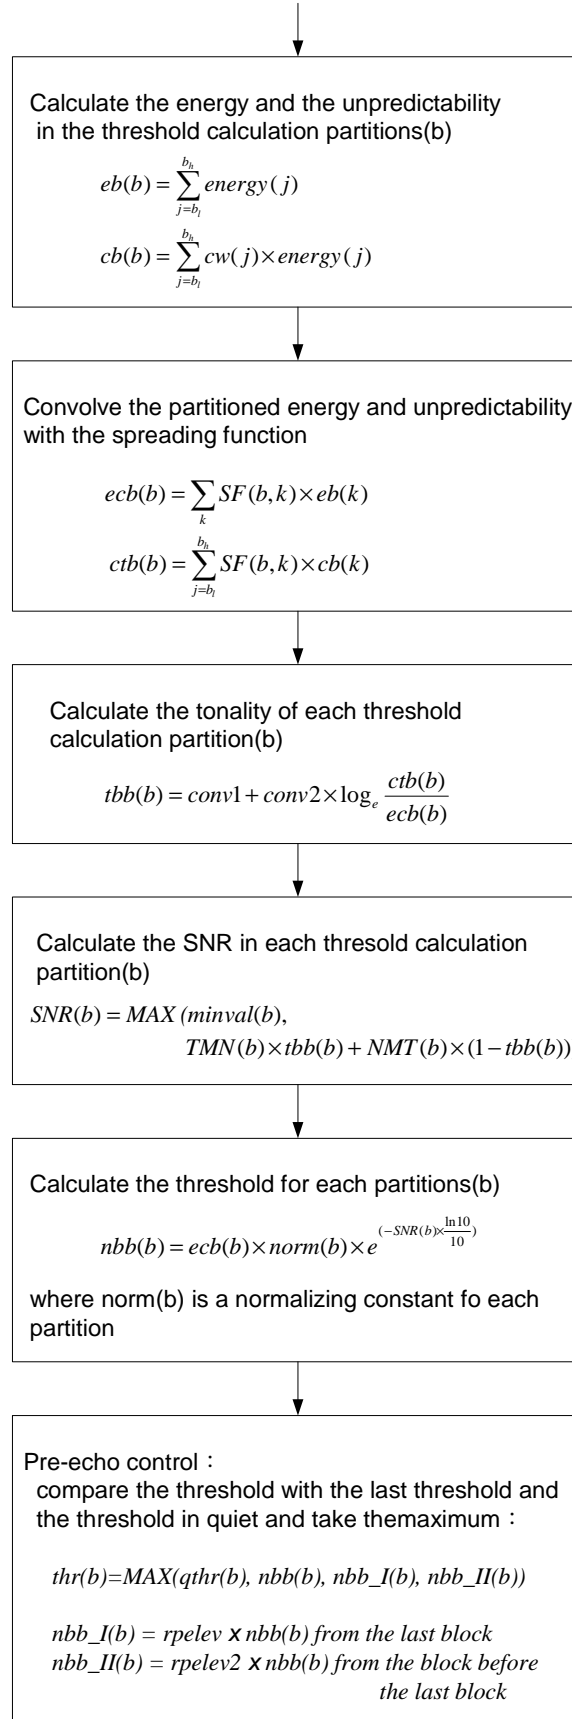 Calculate the energy and the unpredictability
in the threshold calculation partitions(b)
eb(b) = \sum_{j=b_l}^{b_h} energy(j)
cb(b) = \sum_{j=b_l}^{b_h} cw(j) × energy(j)
Convolve the partitioned energy and unpredictability
with the spreading function
ecb(b) = \sum_{k} SF(b,k) × eb(k)
ctb(b) = \sum_{j=b_l}^{b_h} SF(b,k) × cb(k)
Calculate the tonality of each threshold
calculation partition(b)
tbb(b) = conv1 + conv2 × log_e \frac{ctb(b)}{ecb(b)}
Calculate the SNR in each thresold calculation
partition(b)
SNR(b) = MAX (minval(b),
TMN(b) × tbb(b) + NMT(b) × (1 − tbb(b))
Calculate the threshold for each partitions(b)
nbb(b) = ecb(b) × norm(b) × e^{(−SNR(b)×\frac{ln10}{10})}
where norm(b) is a normalizing constant fo each
partition
Pre-echo control：
compare the threshold with the last threshold and
the threshold in quiet and take themaximum：
thr(b)=MAX(qthr(b), nbb(b), nbb_I(b), nbb_II(b))
nbb_I(b) = rpelev x nbb(b) from the last block
nbb_II(b) = rpelev2 x nbb(b) from the block before
the last block